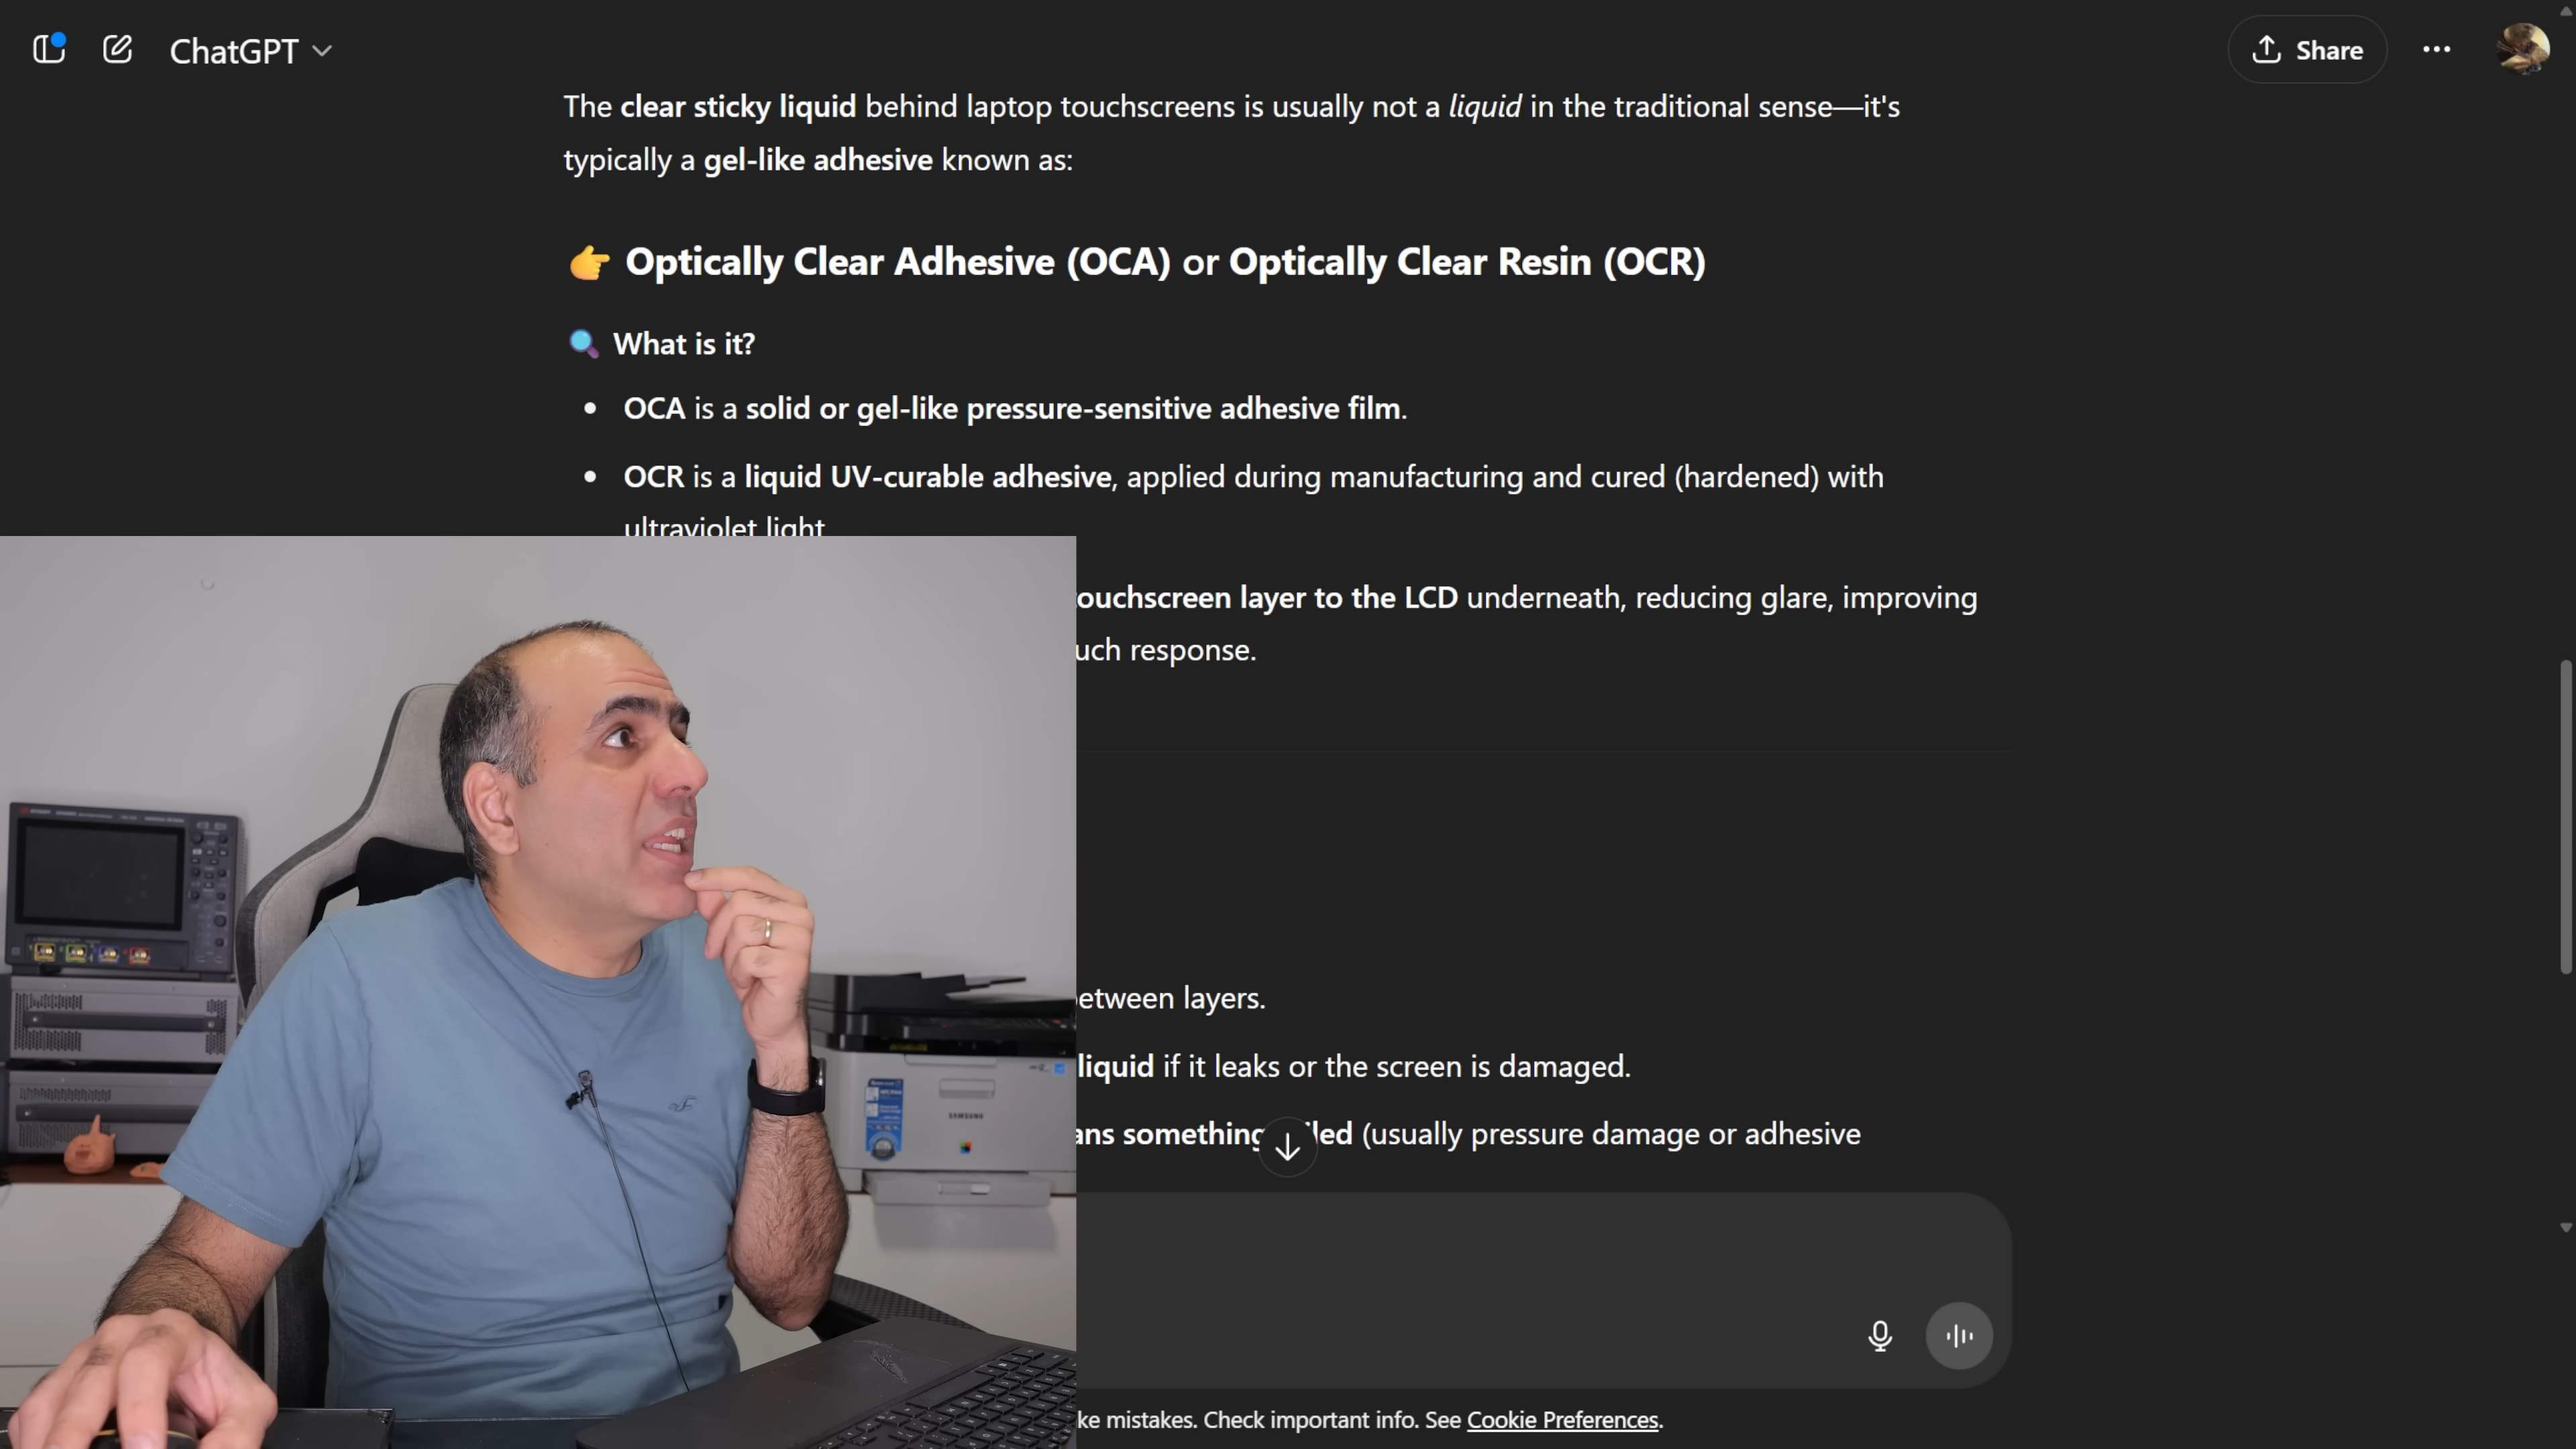 ChatGPT
Share
The clear sticky liquid behind laptop touchscreens is usually not a liquid in the traditional sense—it's
typically a gel-like adhesive known as:
👉 Optically Clear Adhesive (OCA) or Optically Clear Resin (OCR)
🔍 What is it?
• OCA is a solid or gel-like pressure-sensitive adhesive film.
• OCR is a liquid UV-curable adhesive, applied during manufacturing and cured (hardened) with
ultraviolet light
touchscreen layer to the LCD underneath, reducing glare, improving
uch response.
between layers.
liquid if it leaks or the screen is damaged.
ans something led (usually pressure damage or adhesive
ke mistakes. Check important info. See Cookie Preferences.
SAMSUNG